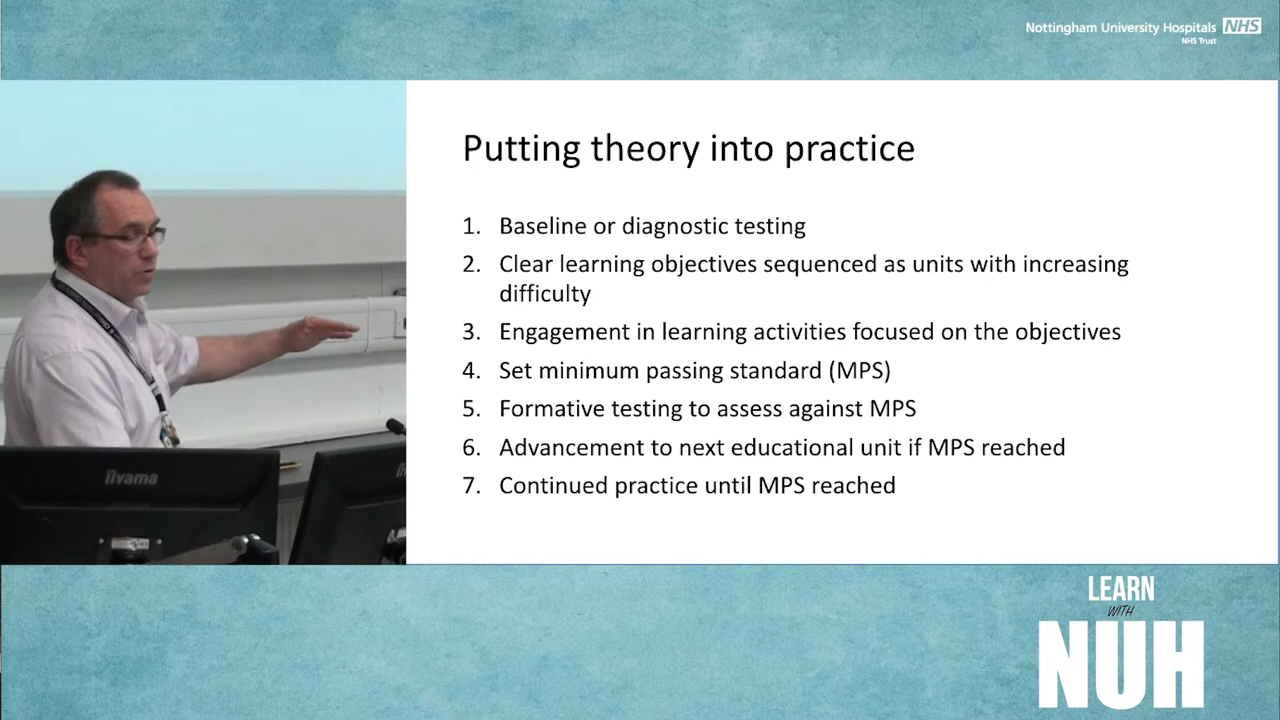 Nottingham University Hospitals NHS
NHS Trust
Putting theory into practice
1. Baseline or diagnostic testing
2. Clear learning objectives sequenced as units with increasing
difficulty
3. Engagement in learning activities focused on the objectives
4. Set minimum passing standard (MPS)
5. Formative testing to assess against MPS
6. Advancement to next educational unit if MPS reached
7. Continued practice until MPS reached
iiyama
LEARN
WITH
NUH